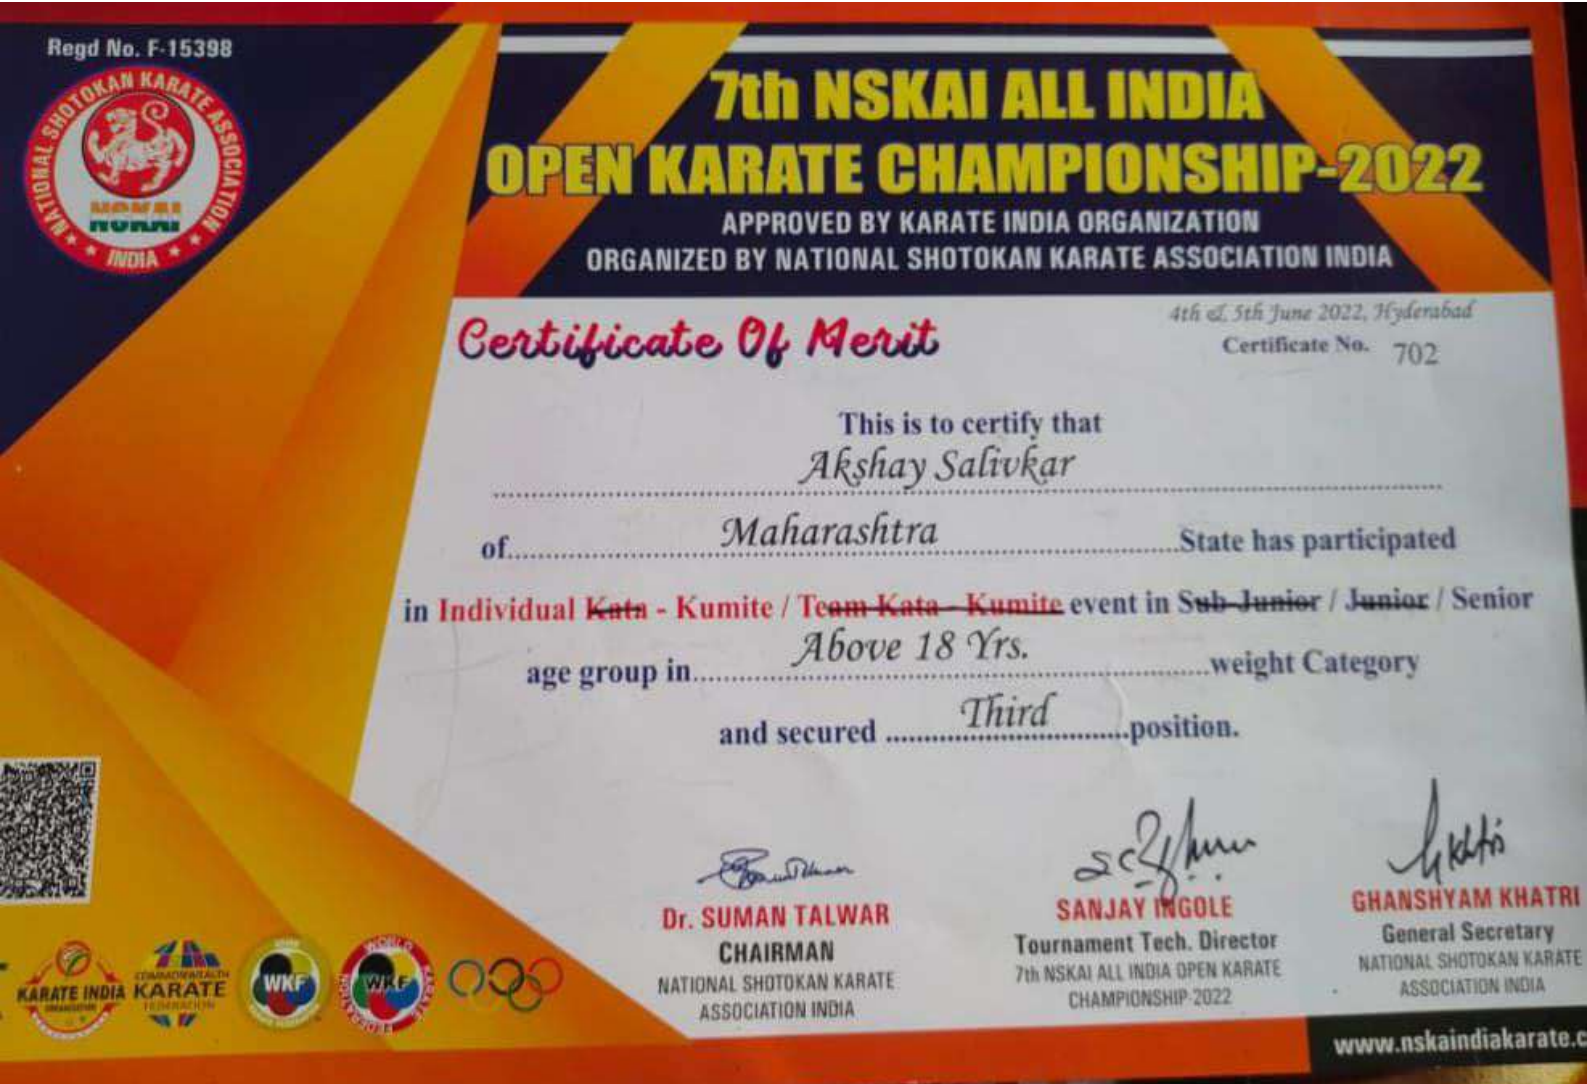 Regd No. F-15398
NATIONAL SHOTOKAN KARATE ASSOCIATION
NSKAI
INDIA
7th NSKAI ALL INDIA
OPEN KARATE CHAMPIONSHIP-2022
APPROVED BY KARATE INDIA ORGANIZATION
ORGANIZED BY NATIONAL SHOTOKAN KARATE ASSOCIATION INDIA
4th & 5th June 2022, Hyderabad
Certificate Of Merit
Certificate No. 702
This is to certify that
Akshay Salivkar
of Maharashtra State has participated
in Individual Kata - Kumite / Team Kata - Kumite event in Sub-Junior / Junior / Senior
age group in Above 18 Yrs. weight Category
and secured Third position.
Dr. SUMAN TALWAR
CHAIRMAN
NATIONAL SHOTOKAN KARATE
ASSOCIATION INDIA
SANJAY INGOLE
Tournament Tech. Director
7th NSKAI ALL INDIA OPEN KARATE
CHAMPIONSHIP-2022
GHANSHYAM KHATRI
General Secretary
NATIONAL SHOTOKAN KARATE
ASSOCIATION INDIA
KARATE INDIA
ORGANIZATION
COMMONWEALTH
KARATE
FEDERATION
WKF
WORLD KARATE FEDERATION
WKF
www.nskaindiakarate.c